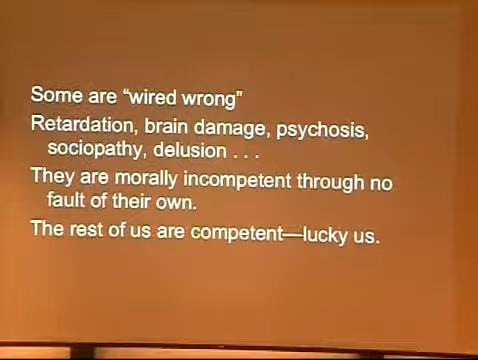 Some are “wired wrong”
Retardation, brain damage, psychosis,
sociopathy, delusion . . .
They are morally incompetent through no
fault of their own.
The rest of us are competent—lucky us.